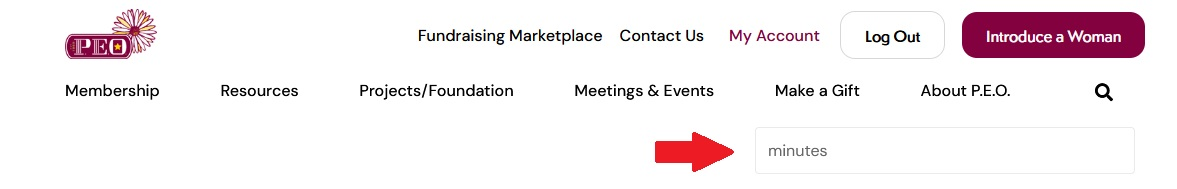 PEO
Fundraising Marketplace Contact Us My Account Log Out Introduce a Woman
Membership Resources Projects/Foundation Meetings & Events Make a Gift About P.E.O.
minutes